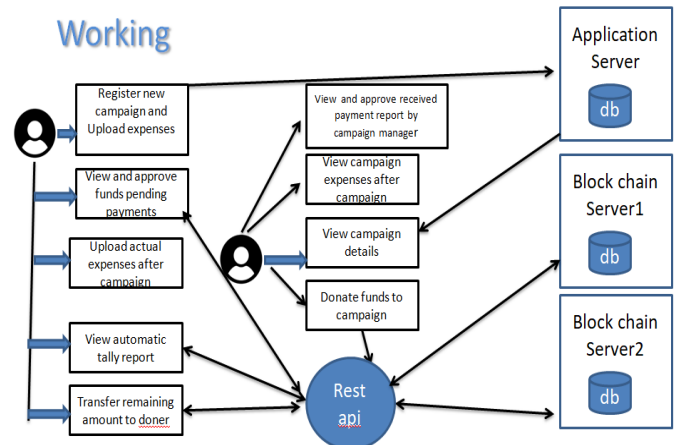 Working
Register new
campaign and
Upload expenses
View and approve
funds pending
payments
Upload actual
expenses after
campaign
View automatic
tally report
Transfer remaining
amount to doner
View and approve received
payment report by
campaign manager
View campaign
expenses after
campaign
View campaign
details
Donate funds to
campaign
Rest
api
Application
Server
db
Block chain
Server1
db
Block chain
Server2
db